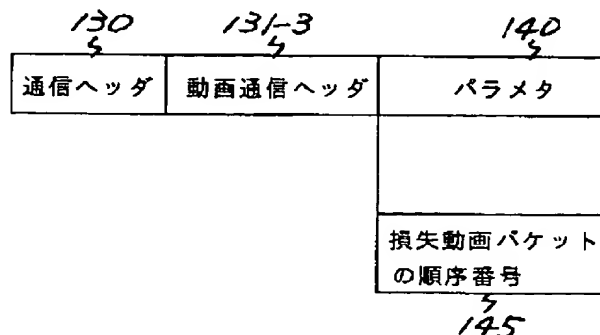 130 131-3 140
通信ヘッダ 動画通信ヘッダ パラメタ
損失動画パケット
の順序番号
145